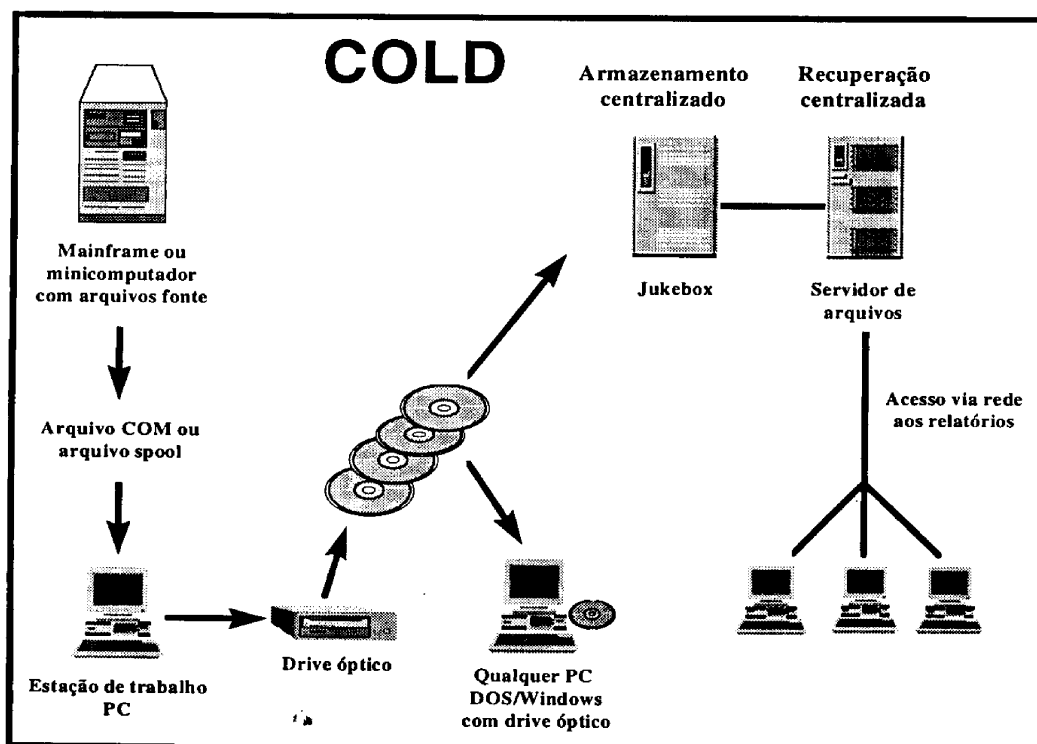 COLD
Mainframe ou
minicomputador
com arquivos fonte
Arquivo COM ou
arquivo spool
Estação de trabalho
PC
Drive óptico
Qualquer PC
DOS/Windows
com drive óptico
Armazenamento
centralizado
Jukebox
Recuperação
centralizada
Servidor de
arquivos
Acesso via rede
aos relatórios